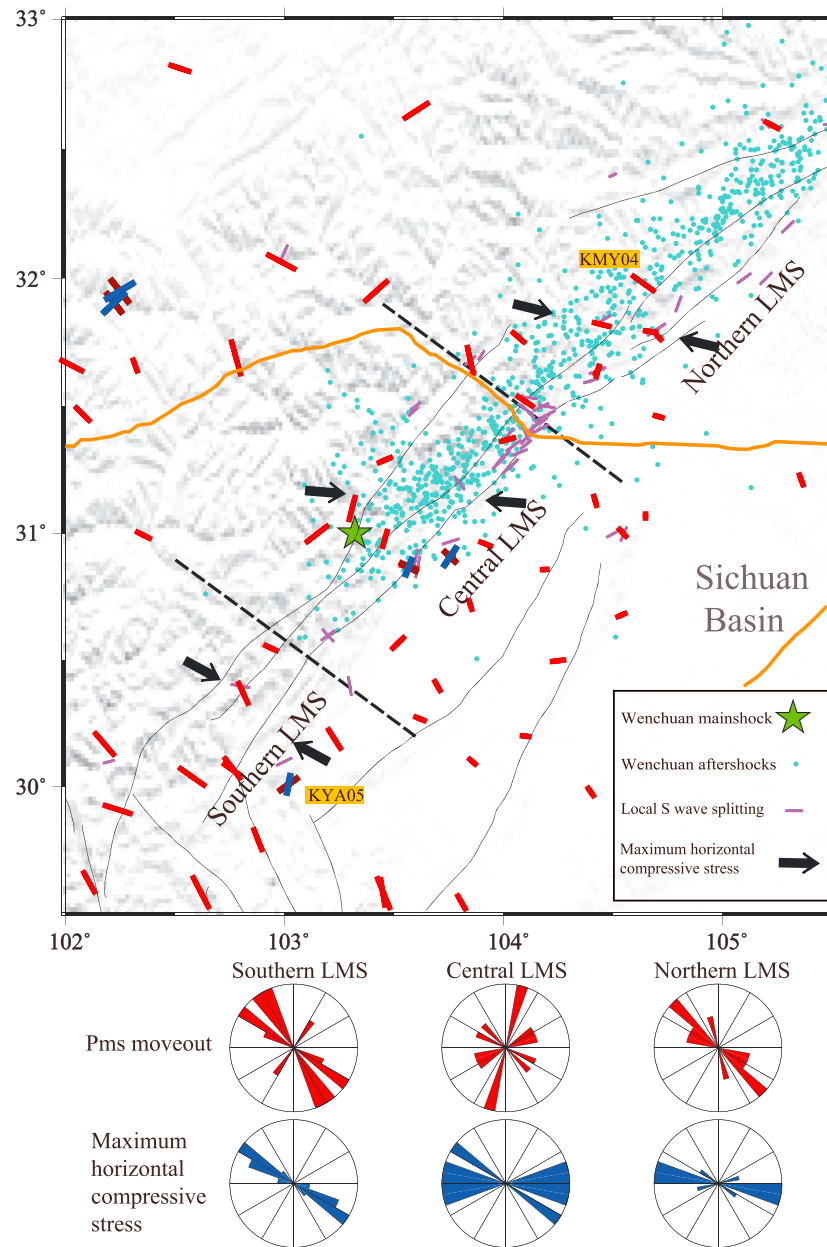 33°
32°
31°
30°
KMY04
Northern LMS
Central LMS
Southern LMS
KYA05
Sichuan
Basin
Wenchuan mainshock
Wenchuan aftershocks
Local S wave splitting
Maximum horizontal
compressive stress
102°
103°
104°
105°
Southern LMS
Central LMS
Northern LMS
Pms moveout
Maximum
horizontal
compressive
stress